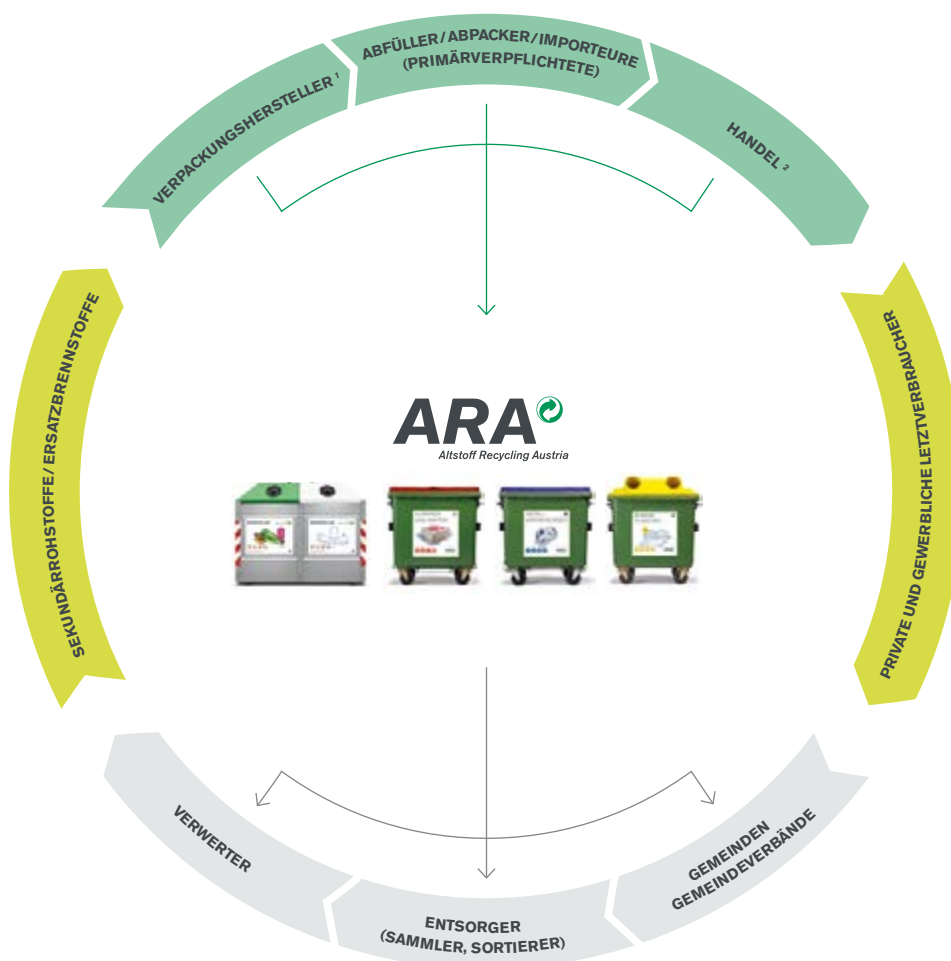 VERPACKUNGSHERSTELLER ¹
ABFÜLLER / ABPACKER / IMPORTEURE
(PRIMÄRVERPFLICHTETE)
HANDEL ²
PRIVATE UND GEWERBLICHE LETZTVERBRAUCHER
GEMEINDEN
GEMEINDEVERBÄNDE
ENTSORGER
(SAMMLER, SORTIERER)
VERWERTER
SEKUNDÄRROHSTOFFE / ERSATZBRENNSTOFFE
ARA
Altstoff Recycling Austria